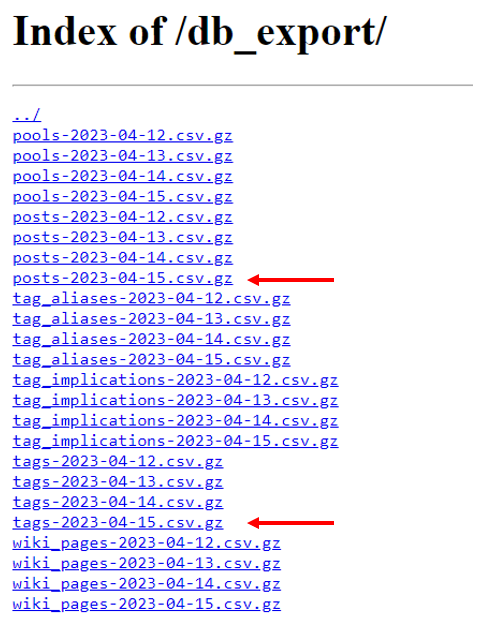 Index of /db_export/
../
pools-2023-04-12.csv.gz
pools-2023-04-13.csv.gz
pools-2023-04-14.csv.gz
pools-2023-04-15.csv.gz
posts-2023-04-12.csv.gz
posts-2023-04-13.csv.gz
posts-2023-04-14.csv.gz
posts-2023-04-15.csv.gz
tag_aliases-2023-04-12.csv.gz
tag_aliases-2023-04-13.csv.gz
tag_aliases-2023-04-14.csv.gz
tag_aliases-2023-04-15.csv.gz
tag_implications-2023-04-12.csv.gz
tag_implications-2023-04-13.csv.gz
tag_implications-2023-04-14.csv.gz
tag_implications-2023-04-15.csv.gz
tags-2023-04-12.csv.gz
tags-2023-04-13.csv.gz
tags-2023-04-14.csv.gz
tags-2023-04-15.csv.gz
wiki_pages-2023-04-12.csv.gz
wiki_pages-2023-04-13.csv.gz
wiki_pages-2023-04-14.csv.gz
wiki_pages-2023-04-15.csv.gz